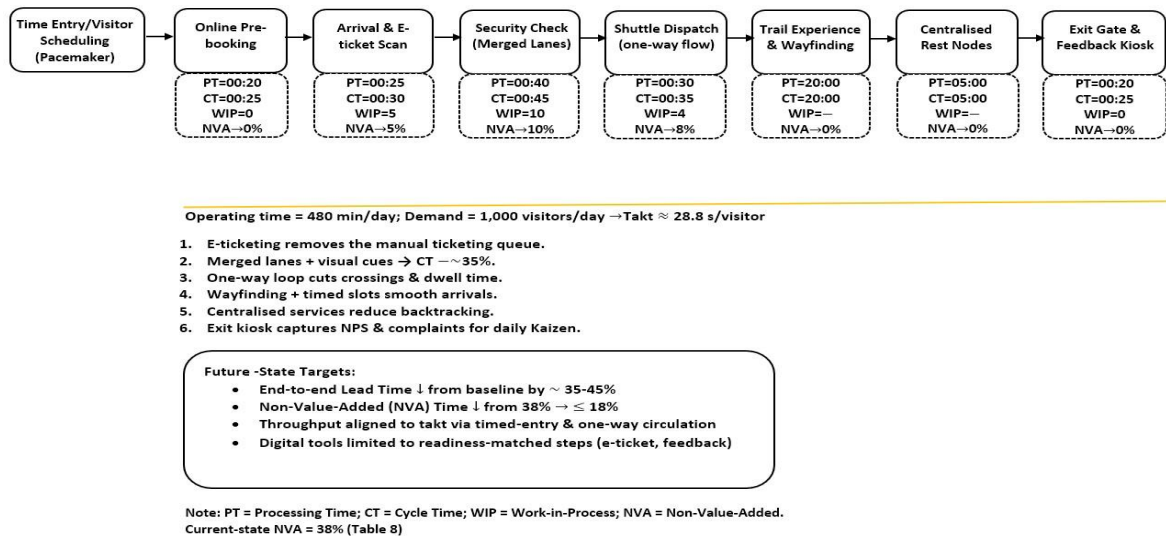 Time Entry/Visitor
Scheduling
(Pacemaker)
Online Pre-
booking
Arrival & E-
ticket Scan
Security Check
(Merged Lanes)
Shuttle Dispatch
(one-way flow)
Trail Experience
& Wayfinding
Centralised
Rest Nodes
Exit Gate &
Feedback Kiosk
PT=00:20
CT=00:25
WIP=0
NVA→0%
PT=00:25
CT=00:30
WIP=5
NVA→5%
PT=00:40
CT=00:45
WIP=10
NVA→10%
PT=00:30
CT=00:35
WIP=4
NVA→8%
PT=20:00
CT=20:00
WIP=—
NVA→0%
PT=05:00
CT=05:00
WIP=—
NVA→0%
PT=00:20
CT=00:25
WIP=0
NVA→0%
Operating time = 480 min/day; Demand = 1,000 visitors/day →Takt ≈ 28.8 s/visitor
1. E-ticketing removes the manual ticketing queue.
2. Merged lanes + visual cues → CT −~35%.
3. One-way loop cuts crossings & dwell time.
4. Wayfinding + timed slots smooth arrivals.
5. Centralised services reduce backtracking.
6. Exit kiosk captures NPS & complaints for daily Kaizen.
Future -State Targets:
• End-to-end Lead Time ↓ from baseline by ~ 35-45%
• Non-Value-Added (NVA) Time ↓ from 38% → ≤ 18%
• Throughput aligned to takt via timed-entry & one-way circulation
• Digital tools limited to readiness-matched steps (e-ticket, feedback)
Note: PT = Processing Time; CT = Cycle Time; WIP = Work-in-Process; NVA = Non-Value-Added.
Current-state NVA = 38% (Table 8)